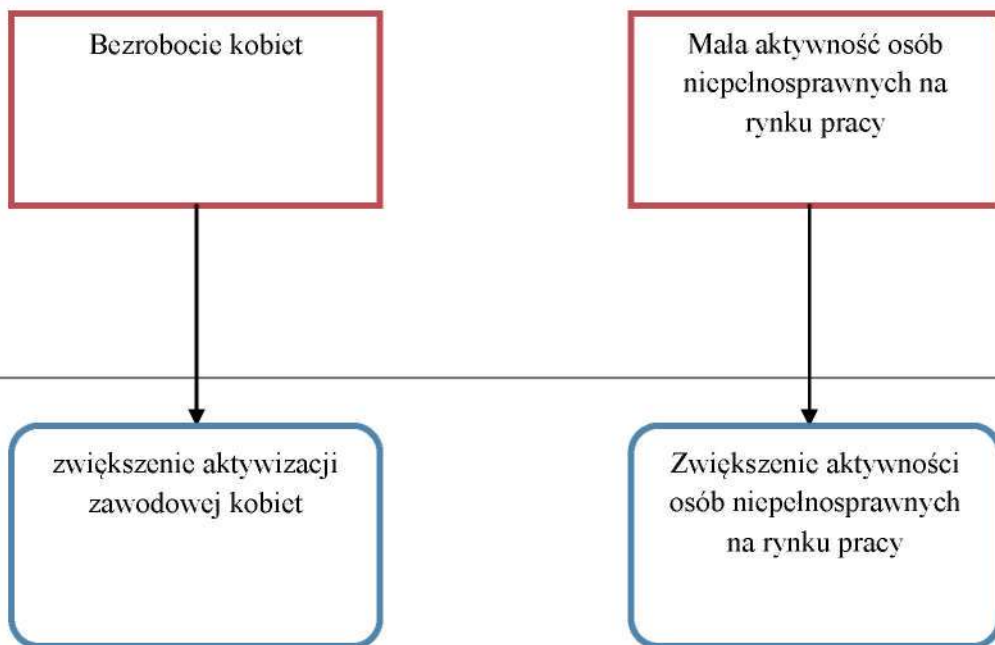 Bezrobocie kobiet
Mała aktywność osób
niepełnosprawnych na
rynku pracy
zwiększenie aktywizacji
zawodowej kobiet
Zwiększenie aktywności
osób niepełnosprawnych
na rynku pracy